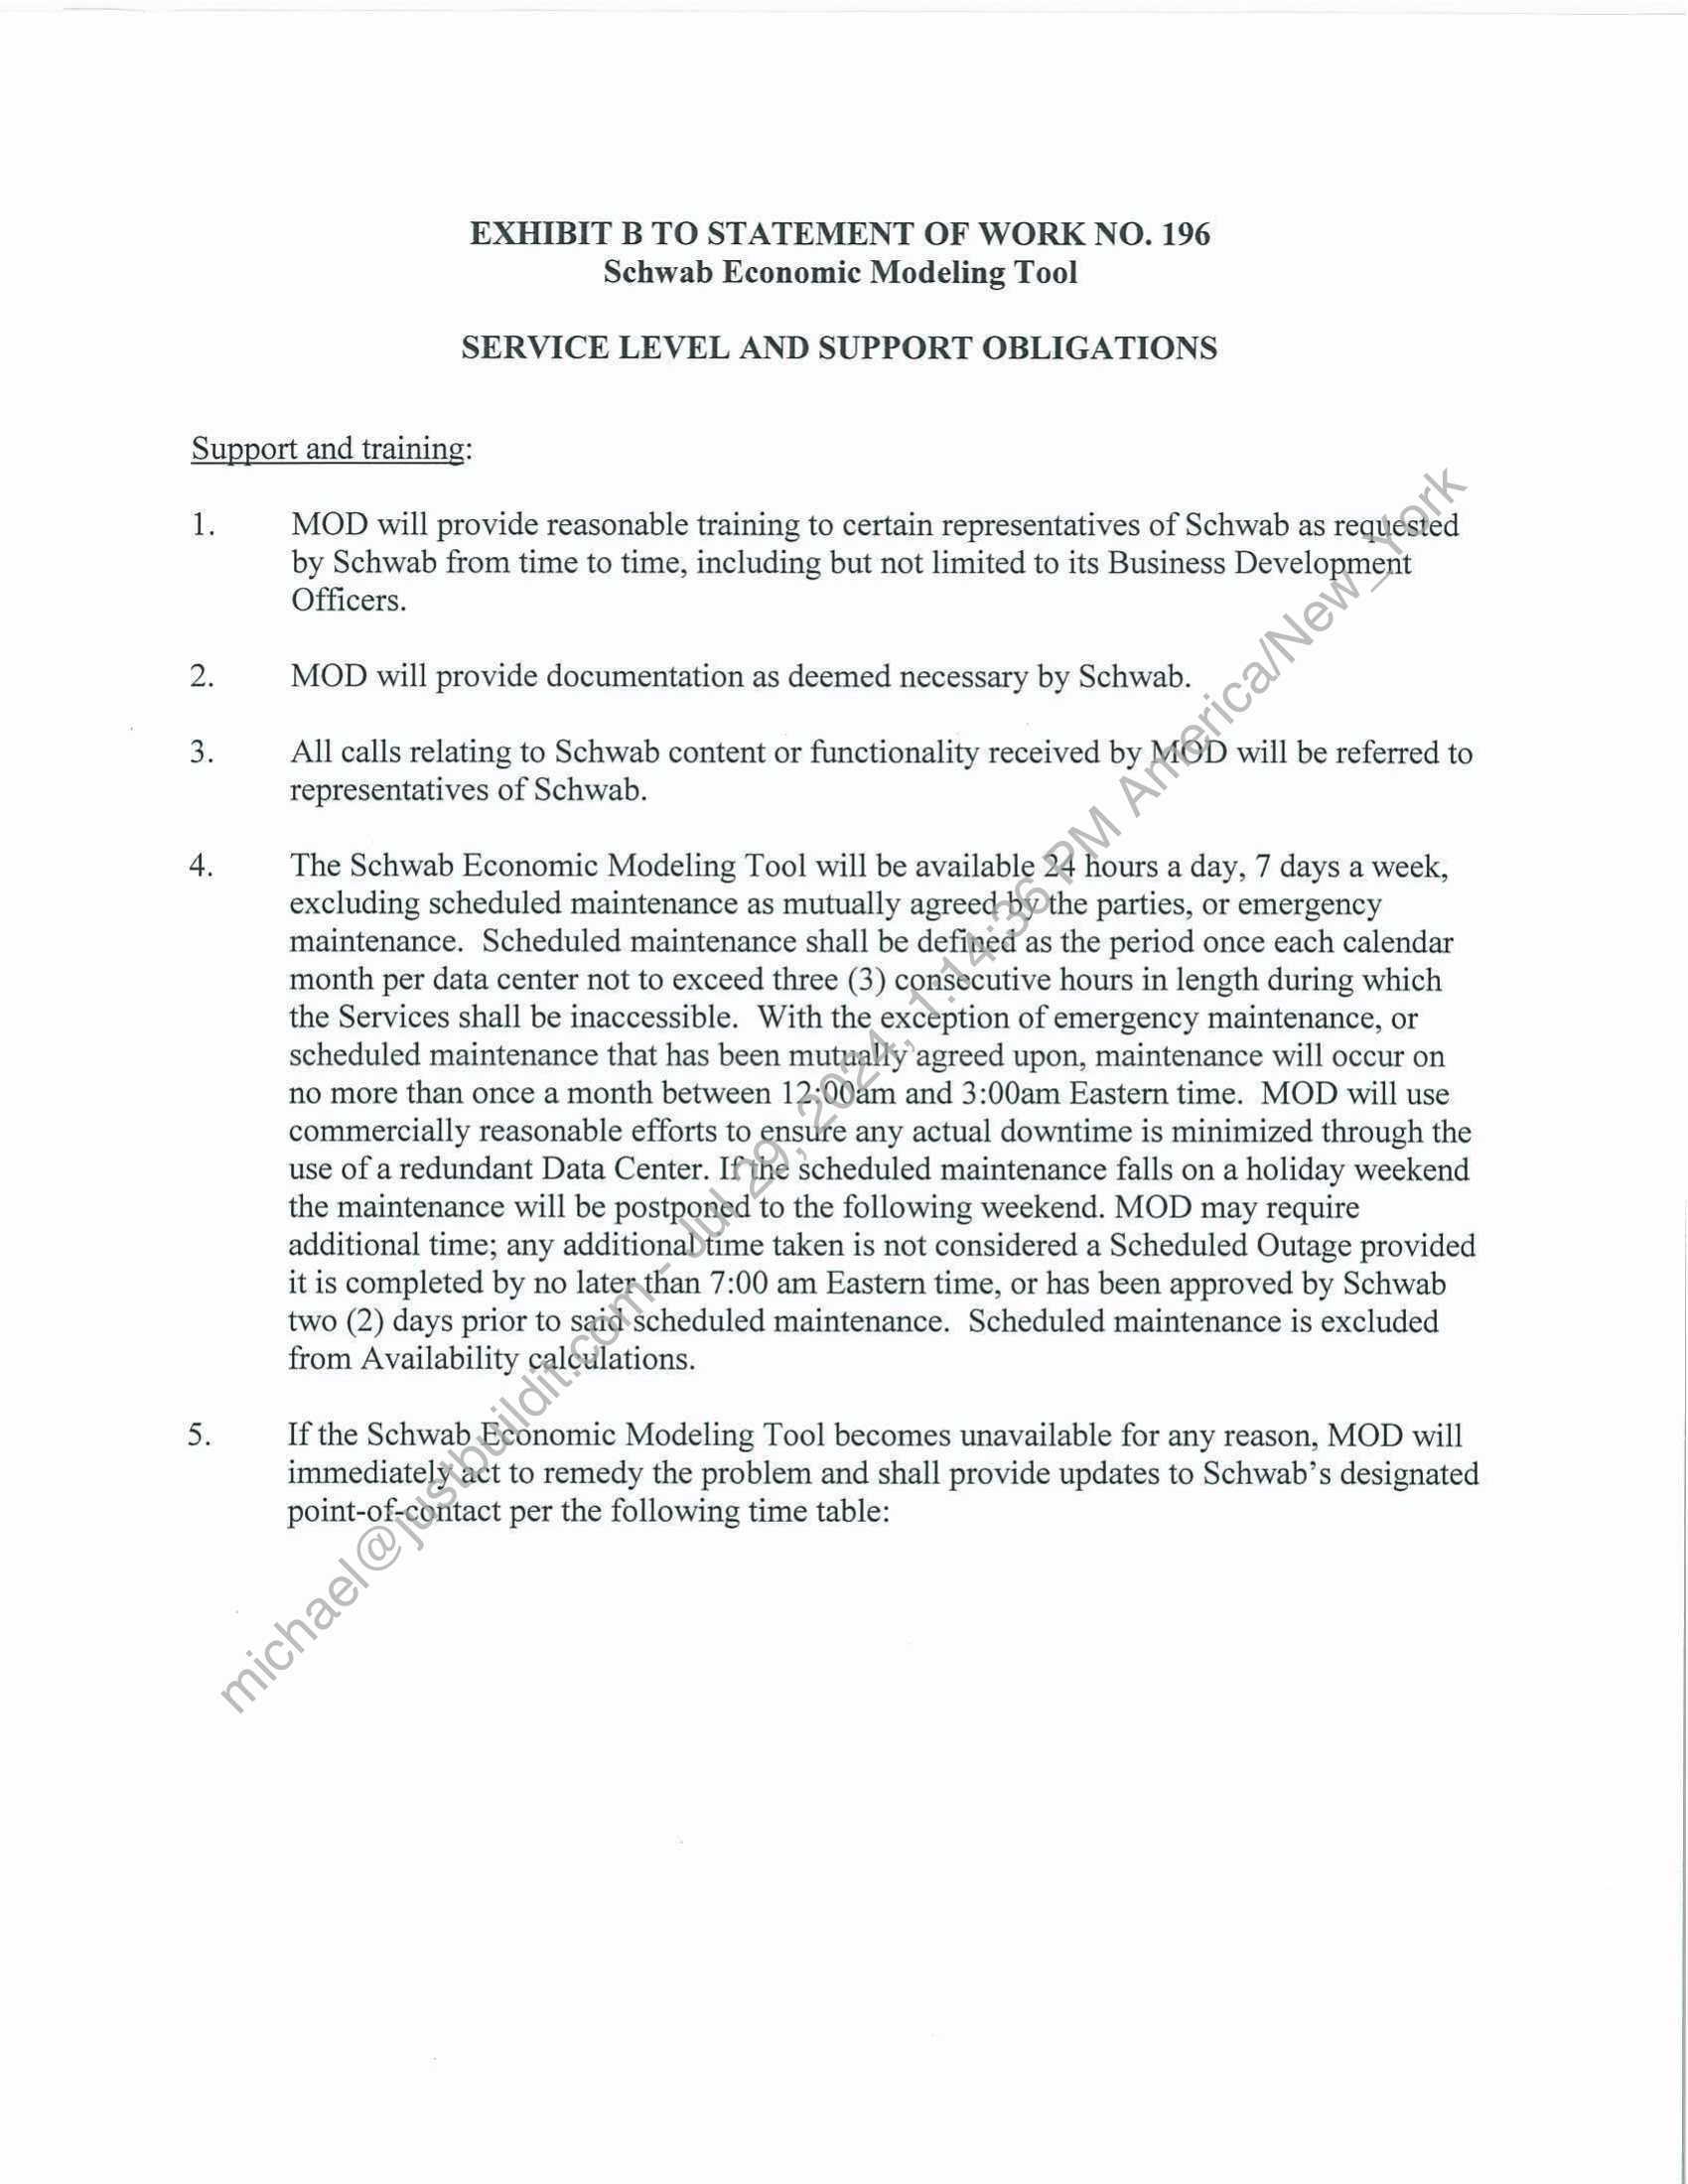 EXHIBIT B TO STATEMENT OF WORK NO. 196
Schwab Economic Modeling Tool
SERVICE LEVEL AND SUPPORT OBLIGATIONS
Support and training:
1. MOD will provide reasonable training to certain representatives of Schwab as requested
by Schwab from time to time, including but not limited to its Business Development
Officers.
2. MOD will provide documentation as deemed necessary by Schwab.
3. All calls relating to Schwab content or functionality received by MOD will be referred to
representatives of Schwab.
4. The Schwab Economic Modeling Tool will be available 24 hours a day, 7 days a week,
excluding scheduled maintenance as mutually agreed by the parties, or emergency
maintenance. Scheduled maintenance shall be defined as the period once each calendar
month per data center not to exceed three (3) consecutive hours in length during which
the Services shall be inaccessible. With the exception of emergency maintenance, or
scheduled maintenance that has been mutually agreed upon, maintenance will occur on
no more than once a month between 12:00am and 3:00am Eastern time. MOD will use
commercially reasonable efforts to ensure any actual downtime is minimized through the
use of a redundant Data Center. If the scheduled maintenance falls on a holiday weekend
the maintenance will be postponed to the following weekend. MOD may require
additional time; any additional time taken is not considered a Scheduled Outage provided
it is completed by no later than 7:00 am Eastern time, or has been approved by Schwab
two (2) days prior to said scheduled maintenance. Scheduled maintenance is excluded
from Availability calculations.
5. If the Schwab Economic Modeling Tool becomes unavailable for any reason, MOD will
immediately act to remedy the problem and shall provide updates to Schwab's designated
point-of-contact per the following time table:
michael@justbuildit.com - Jul 29, 2024, 1:14:36 PM America/New_York